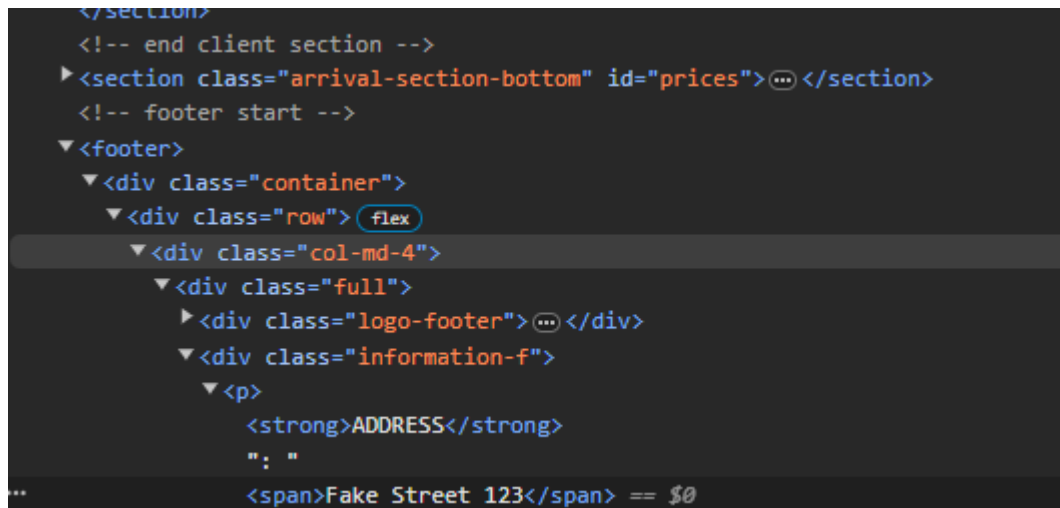 </section>
<!-- end client section -->
<section class="arrival-section-bottom" id="prices">…</section>
<!-- footer start -->
<footer>
<div class="container">
<div class="row"> flex
<div class="col-md-4">
<div class="full">
<div class="logo-footer">…</div>
<div class="information-f">
<p>
<strong>ADDRESS</strong>
": "
… <span>Fake Street 123</span> == $0